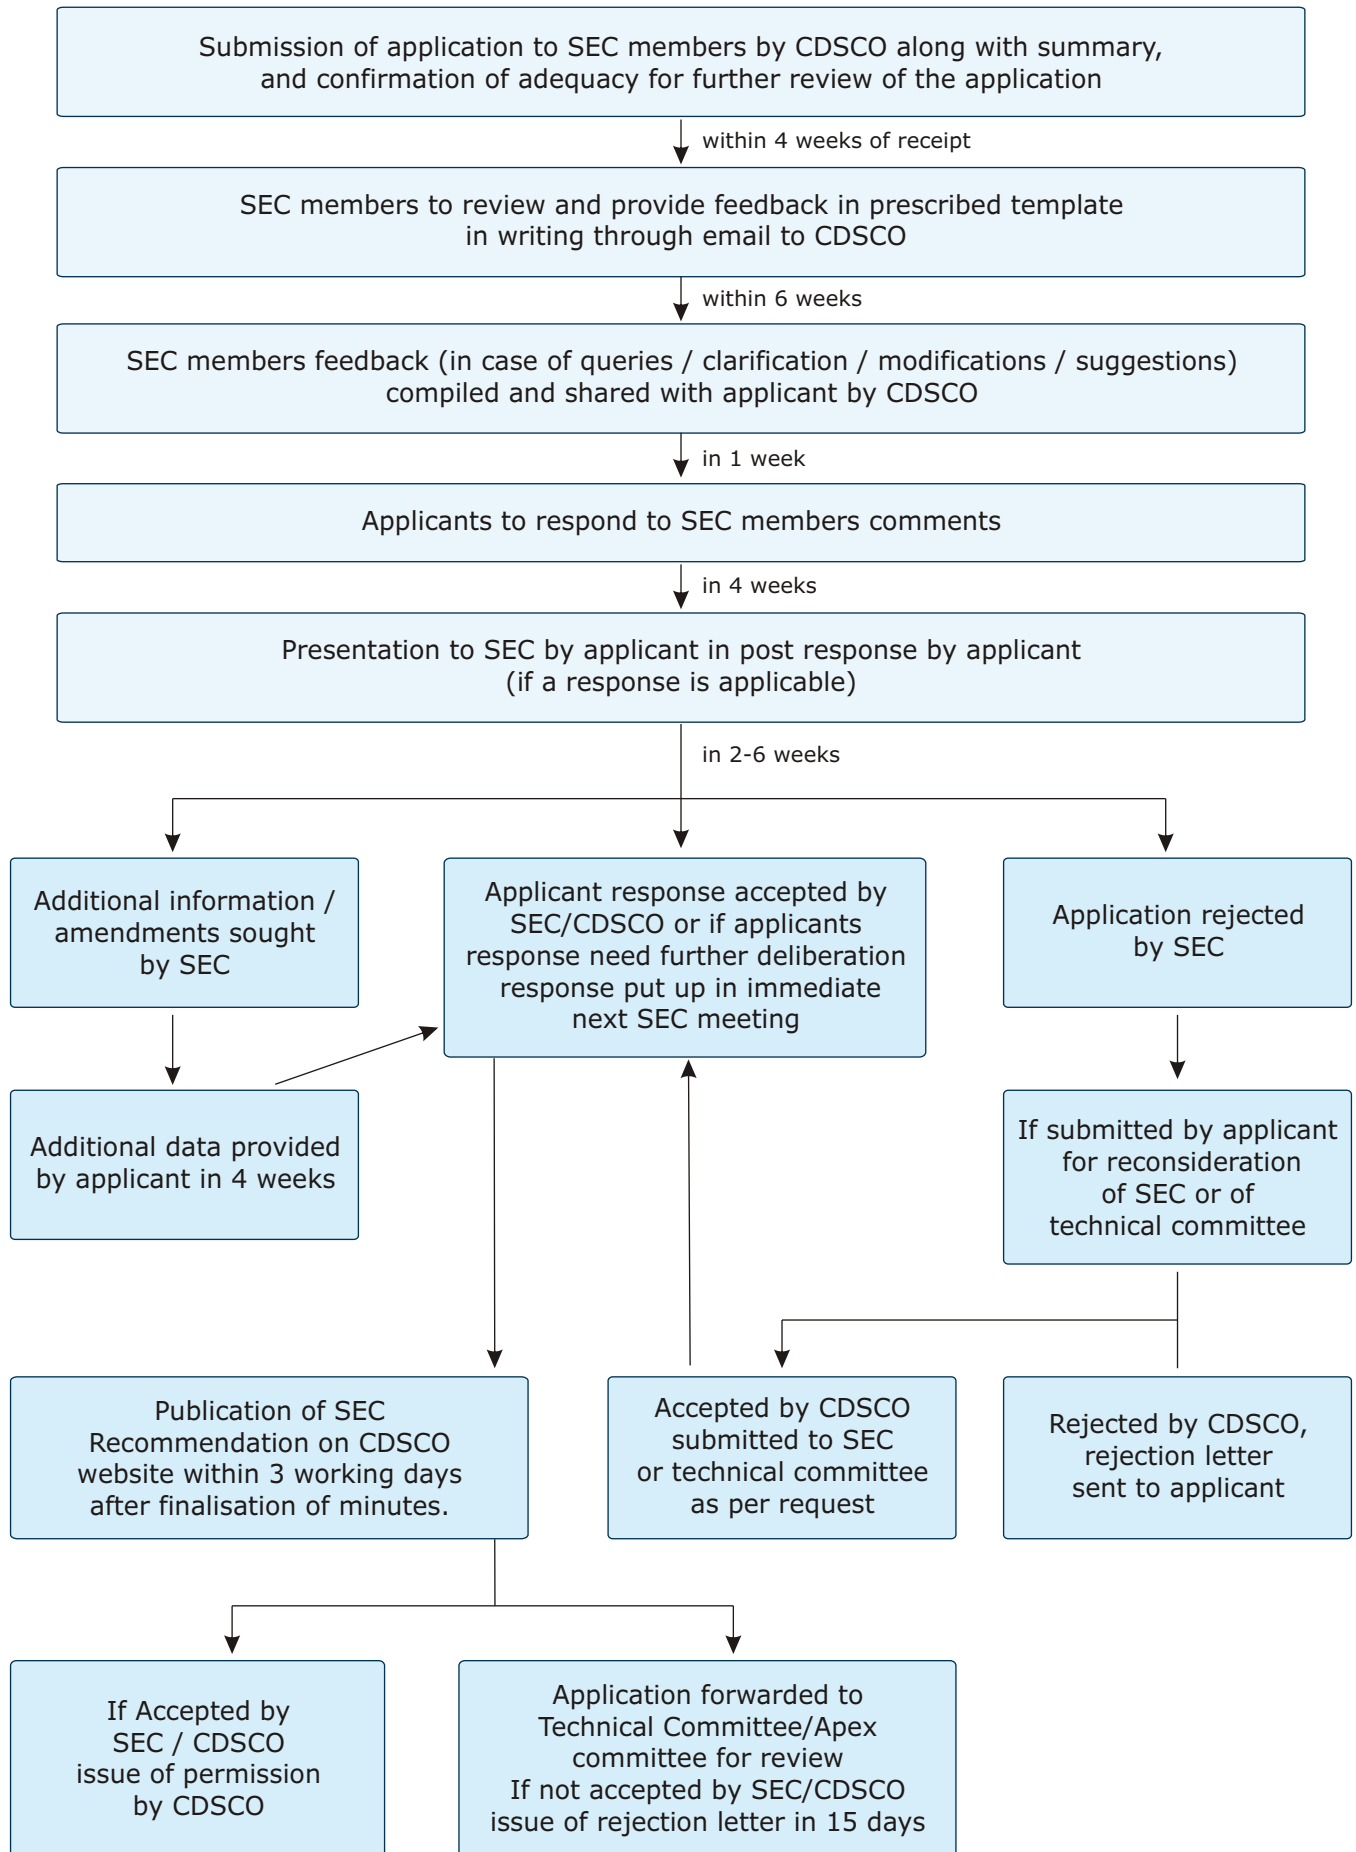 Submission of application to SEC members by CDSCO along with summary,
and confirmation of adequacy for further review of the application
within 4 weeks of receipt
SEC members to review and provide feedback in prescribed template
in writing through email to CDSCO
within 6 weeks
SEC members feedback (in case of queries / clarification / modifications / suggestions)
compiled and shared with applicant by CDSCO
in 1 week
Applicants to respond to SEC members comments
in 4 weeks
Presentation to SEC by applicant in post response by applicant
(if a response is applicable)
in 2-6 weeks
Additional information /
amendments sought
by SEC
Applicant response accepted by
SEC/CDSCO or if applicants
response need further deliberation
response put up in immediate
next SEC meeting
Application rejected
by SEC
Additional data provided
by applicant in 4 weeks
If submitted by applicant
for reconsideration
of SEC or of
technical committee
Publication of SEC
Recommendation on CDSCO
website within 3 working days
after finalisation of minutes.
Accepted by CDSCO
submitted to SEC
or technical committee
as per request
Rejected by CDSCO,
rejection letter
sent to applicant
If Accepted by
SEC / CDSCO
issue of permission
by CDSCO
Application forwarded to
Technical Committee/Apex
committee for review
If not accepted by SEC/CDSCO
issue of rejection letter in 15 days